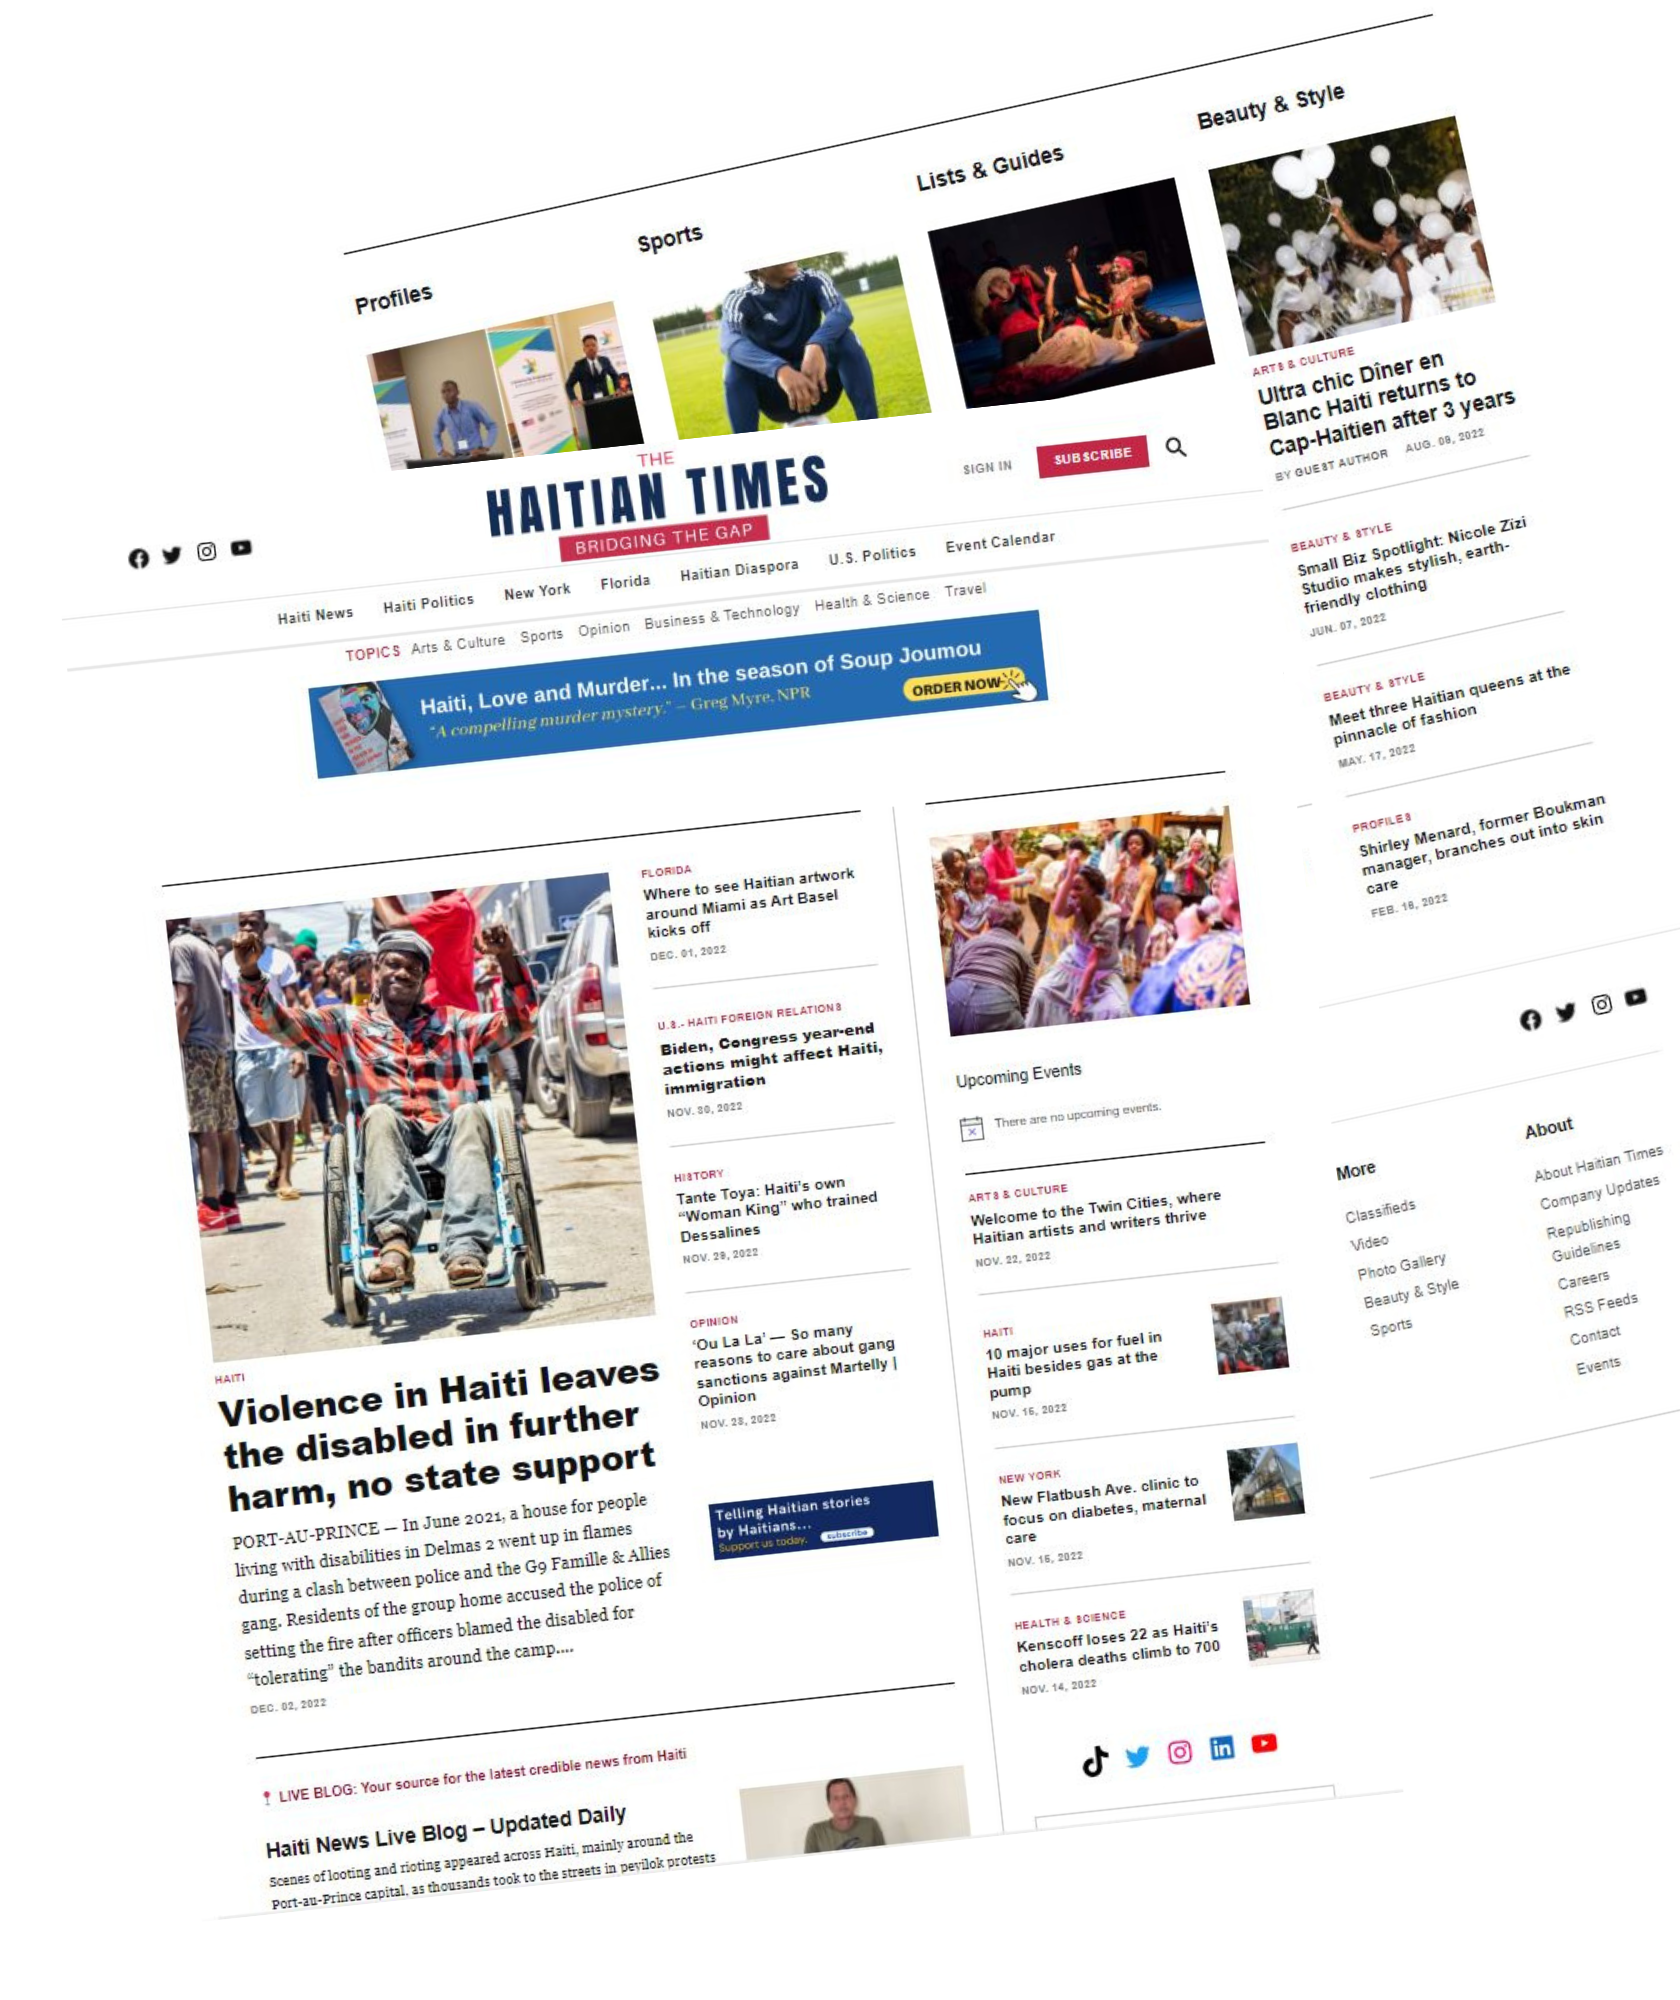 Profiles
Sports
Lists & Guides
Beauty & Style
ARTS & CULTURE
Ultra chic Dîner en
Blanc Haiti returns to
Cap-Haitien after 3 years
BY GUEST AUTHOR AUG. 08, 2022
BEAUTY & STYLE
Small Biz Spotlight: Nicole Zizi
Studio makes stylish, earth-
friendly clothing
JUN. 07, 2022
BEAUTY & STYLE
Meet three Haitian queens at the
pinnacle of fashion
MAY. 17, 2022
PROFILES
Shirley Menard, former Boukman
manager, branches out into skin
care
FEB. 16, 2022
More
Classifieds
Video
Photo Gallery
Beauty & Style
Sports
About
About Haitian Times
Company Updates
Republishing
Guidelines
Careers
RSS Feeds
Contact
Events
THE
HAITIAN TIMES
BRIDGING THE GAP
SIGN IN
SUBSCRIBE
Haiti News Haiti Politics New York Florida Haitian Diaspora U.S. Politics Event Calendar
TOPICS Arts & Culture Sports Opinion Business & Technology Health & Science Travel
Haiti, Love and Murder... In the season of Soup Joumou
"A compelling murder mystery." – Greg Myre, NPR
ORDER NOW
HAITI
Violence in Haiti leaves
the disabled in further
harm, no state support
PORT-AU-PRINCE — In June 2021, a house for people
living with disabilities in Delmas 2 went up in flames
during a clash between police and the G9 Famille & Allies
gang. Residents of the group home accused the police of
setting the fire after officers blamed the disabled for
“tolerating” the bandits around the camp....
DEC. 02, 2022
FLORIDA
Where to see Haitian artwork
around Miami as Art Basel
kicks off
DEC. 01, 2022
U.S.- HAITI FOREIGN RELATIONS
Biden, Congress year-end
actions might affect Haiti,
immigration
NOV. 30, 2022
HISTORY
Tante Toya: Haiti’s own
“Woman King” who trained
Dessalines
NOV. 29, 2022
OPINION
‘Ou La La’ — So many
reasons to care about gang
sanctions against Martelly |
Opinion
NOV. 28, 2022
Telling Haitian stories
by Haitians...
Support us today. subscribe
Upcoming Events
There are no upcoming events.
ARTS & CULTURE
Welcome to the Twin Cities, where
Haitian artists and writers thrive
NOV. 22, 2022
HAITI
10 major uses for fuel in
Haiti besides gas at the
pump
NOV. 16, 2022
NEW YORK
New Flatbush Ave. clinic to
focus on diabetes, maternal
care
NOV. 15, 2022
HEALTH & SCIENCE
Kenscoff loses 22 as Haiti’s
cholera deaths climb to 700
NOV. 14, 2022
LIVE BLOG: Your source for the latest credible news from Haiti
Haiti News Live Blog – Updated Daily
Scenes of looting and rioting appeared across Haiti, mainly around the
Port-au-Prince capital, as thousands took to the streets in peyilok protests